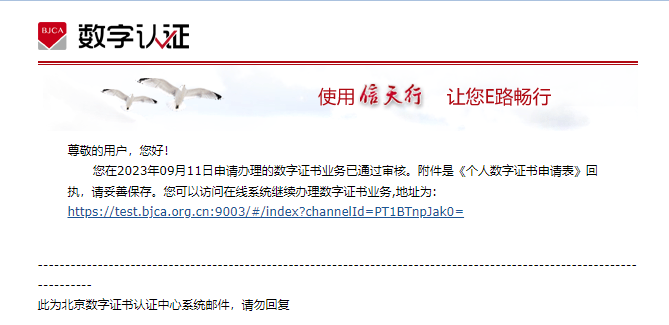 BJCA 数字认证
使用 信天行 让您E路畅行
尊敬的用户，您好！
您在2023年09月11日申请办理的数字证书业务已通过审核。附件是《个人数字证书申请表》回
执，请妥善保存。您可以访问在线系统继续办理数字证书业务,地址为：
https://test.bjca.org.cn:9003/#/index?channelId=PT1BTnpJak0=
------------------------------------------------------------------------------------------------------------
----------
此为北京数字证书认证中心系统邮件，请勿回复